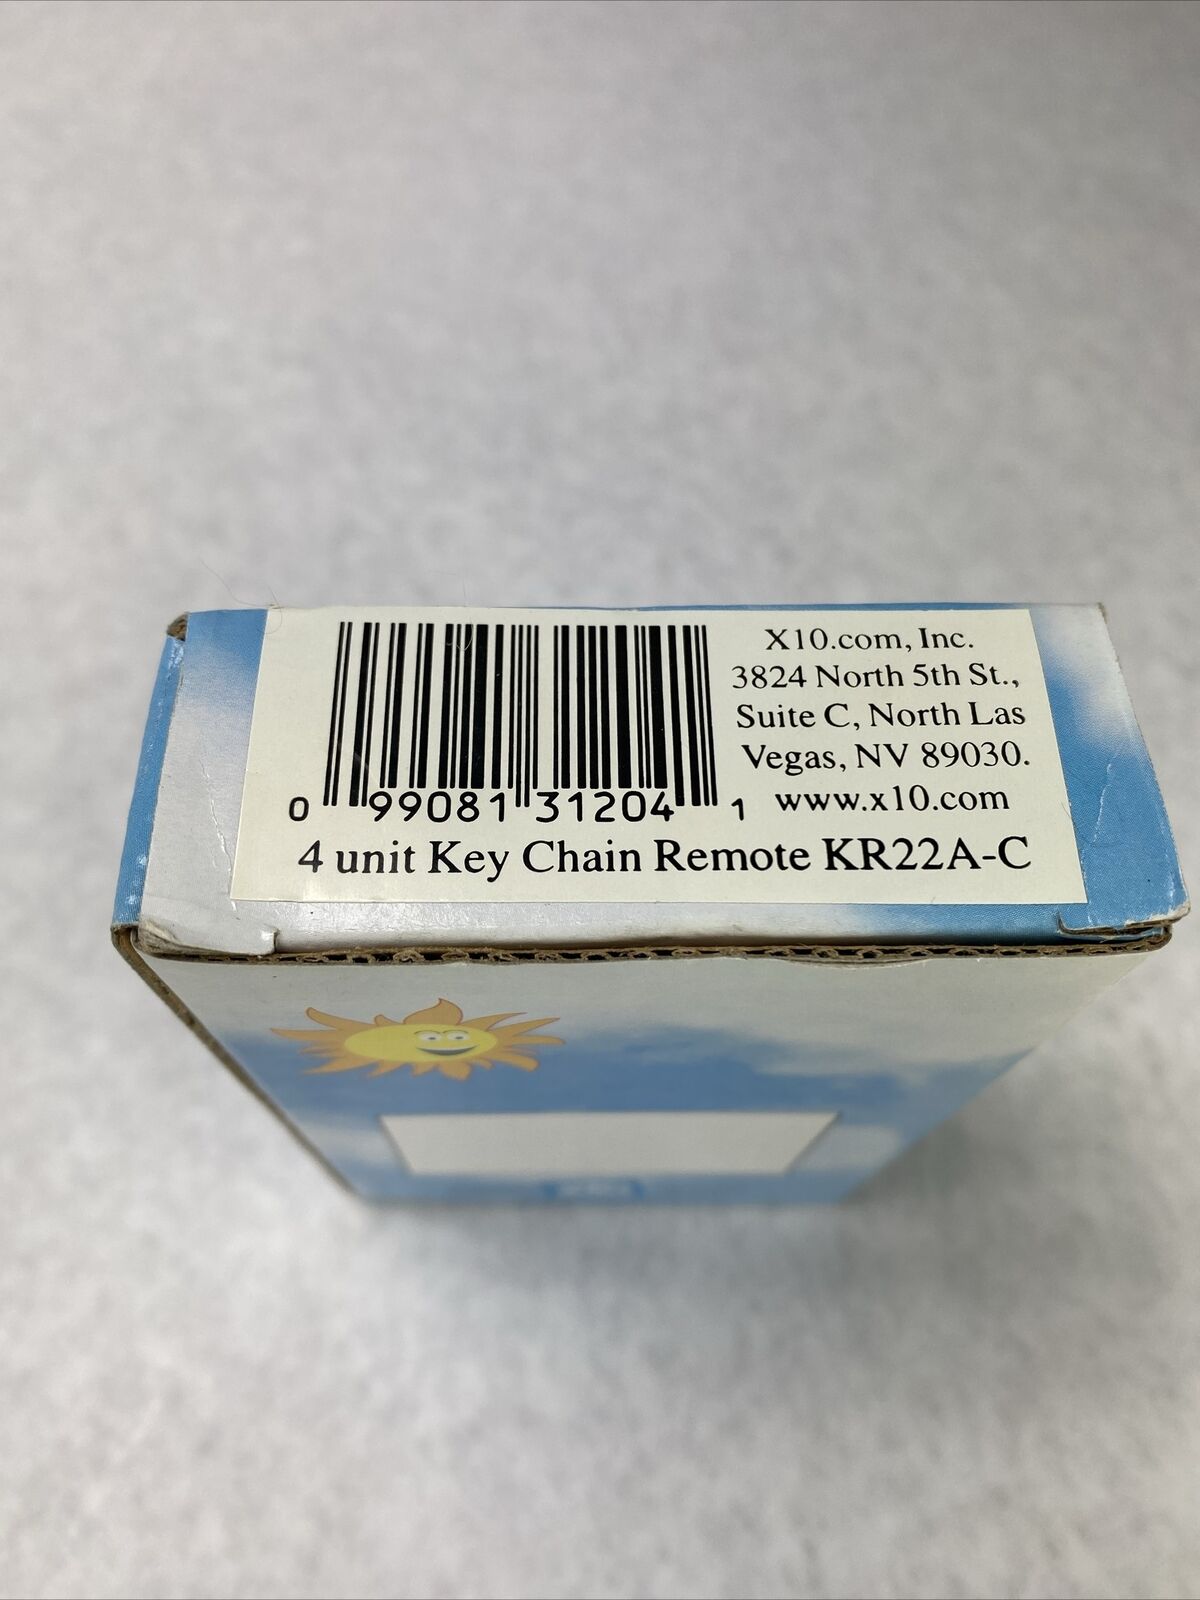 X10.com, Inc.
3824 North 5th St.,
Suite C, North Las
Vegas, NV 89030.
www.x10.com
0 99081 31204 1
4 unit Key Chain Remote KR22A-C